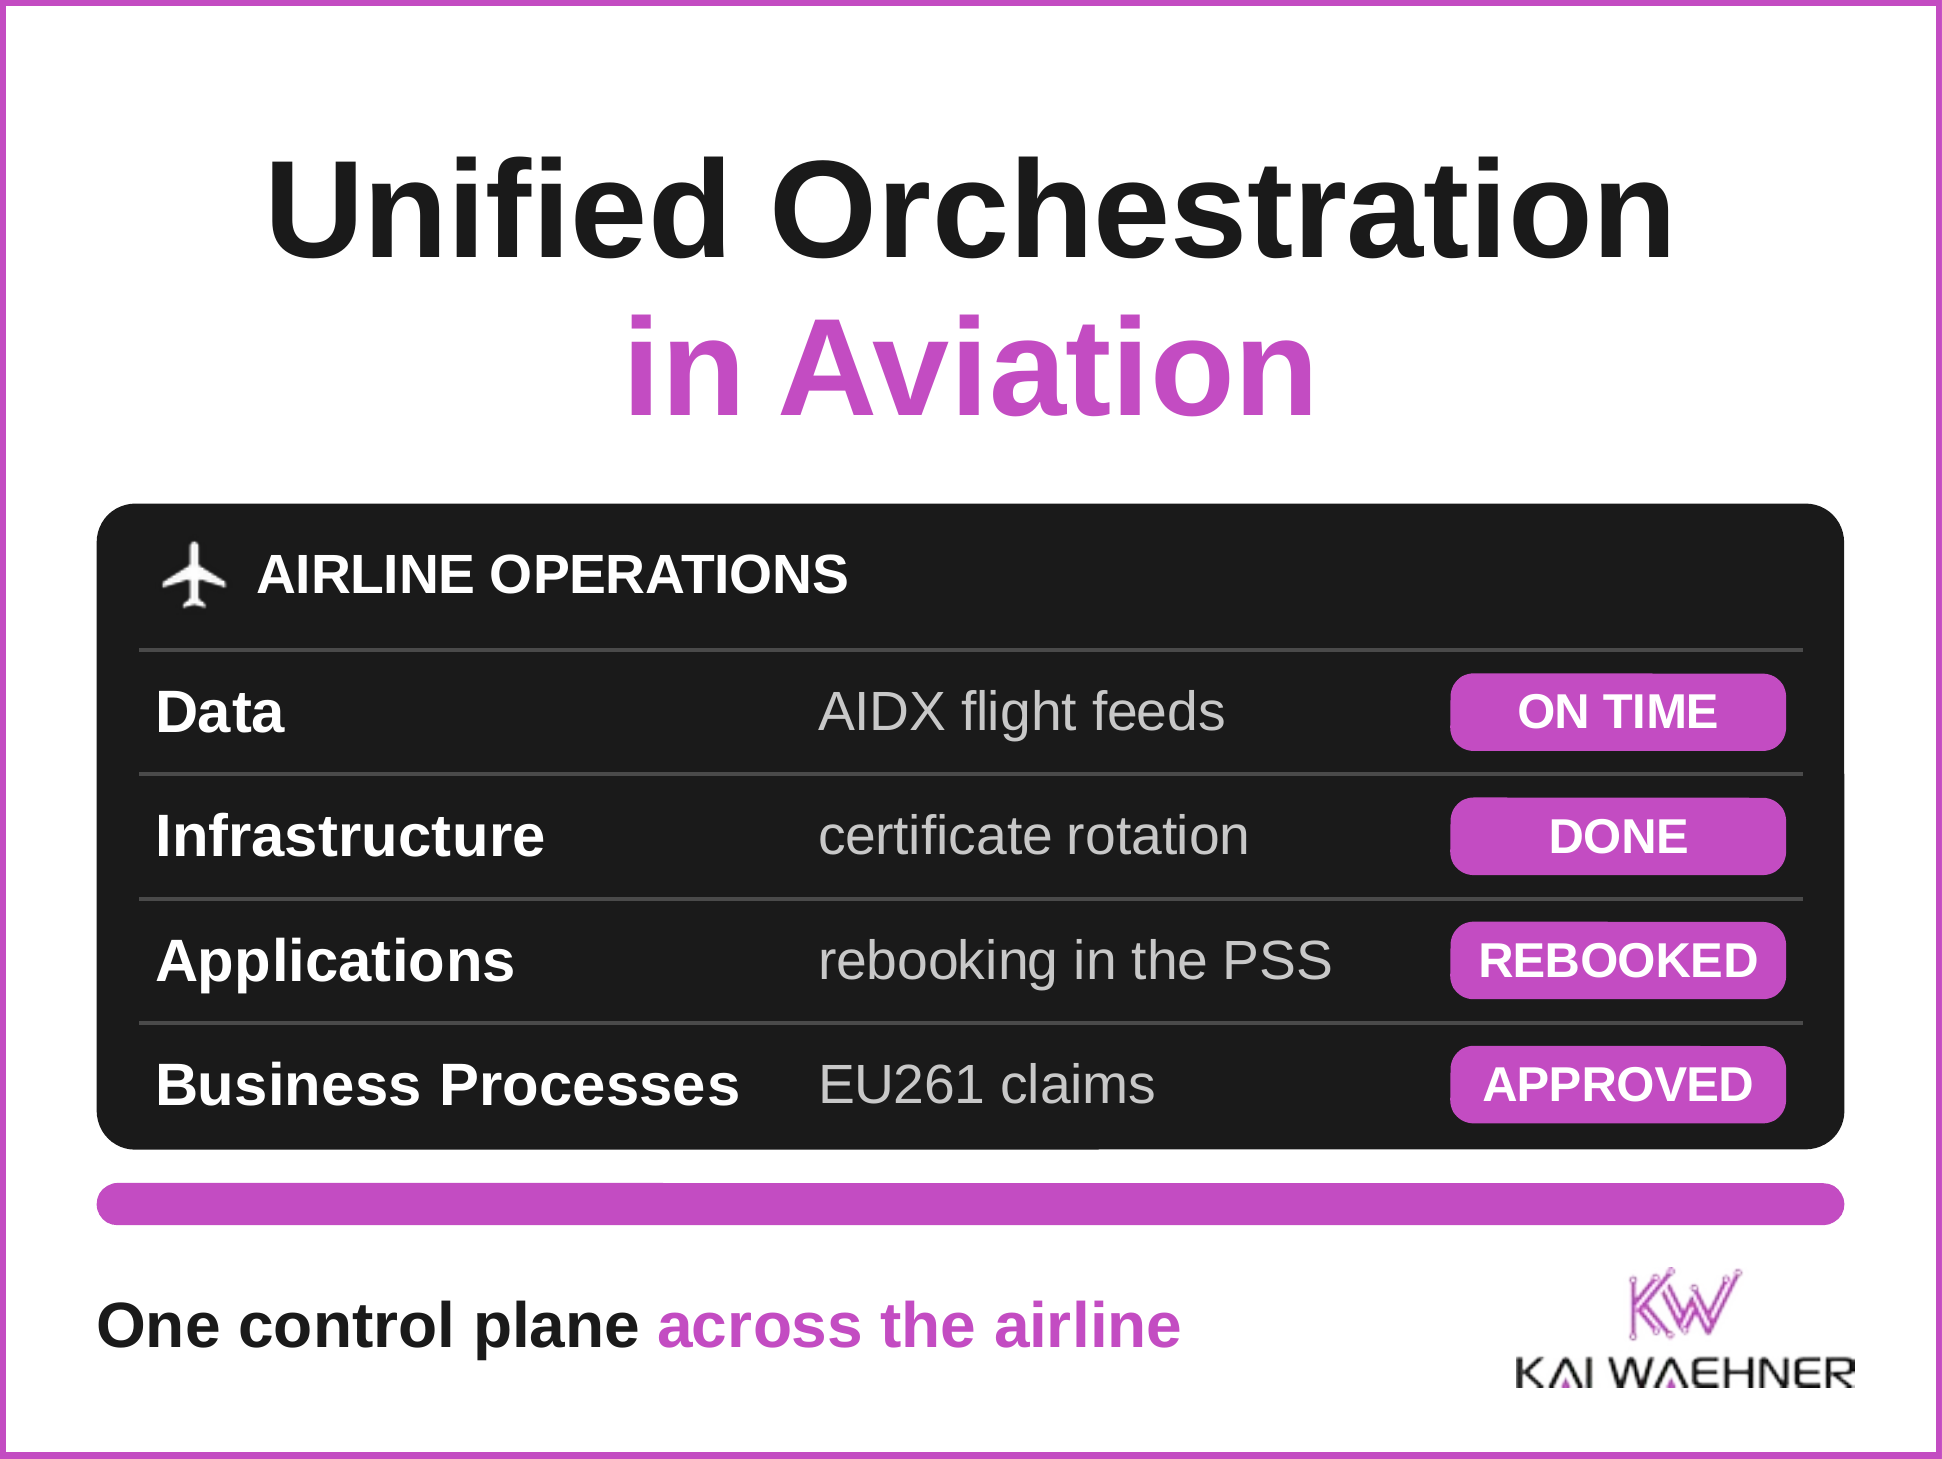 Unified Orchestration
in Aviation
AIRLINE OPERATIONS
Data AIDX flight feeds ON TIME
Infrastructure certificate rotation DONE
Applications rebooking in the PSS REBOOKED
Business Processes EU261 claims APPROVED
One control plane across the airline
KW
KAI WAEHNER